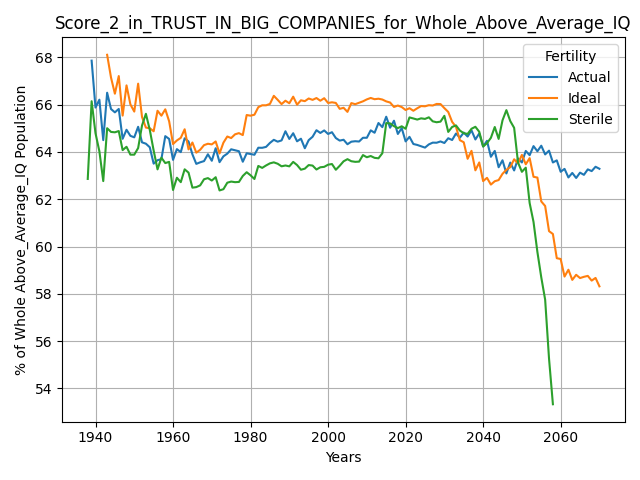 Score_2_in_TRUST_IN_BIG_COMPANIES_for_Whole_Above_Average_IQ
% of Whole Above_Average_IQ Population
68
66
64
62
60
58
56
54
Fertility
Actual
Ideal
Sterile
1940 1960 1980 2000 2020 2040 2060
Years